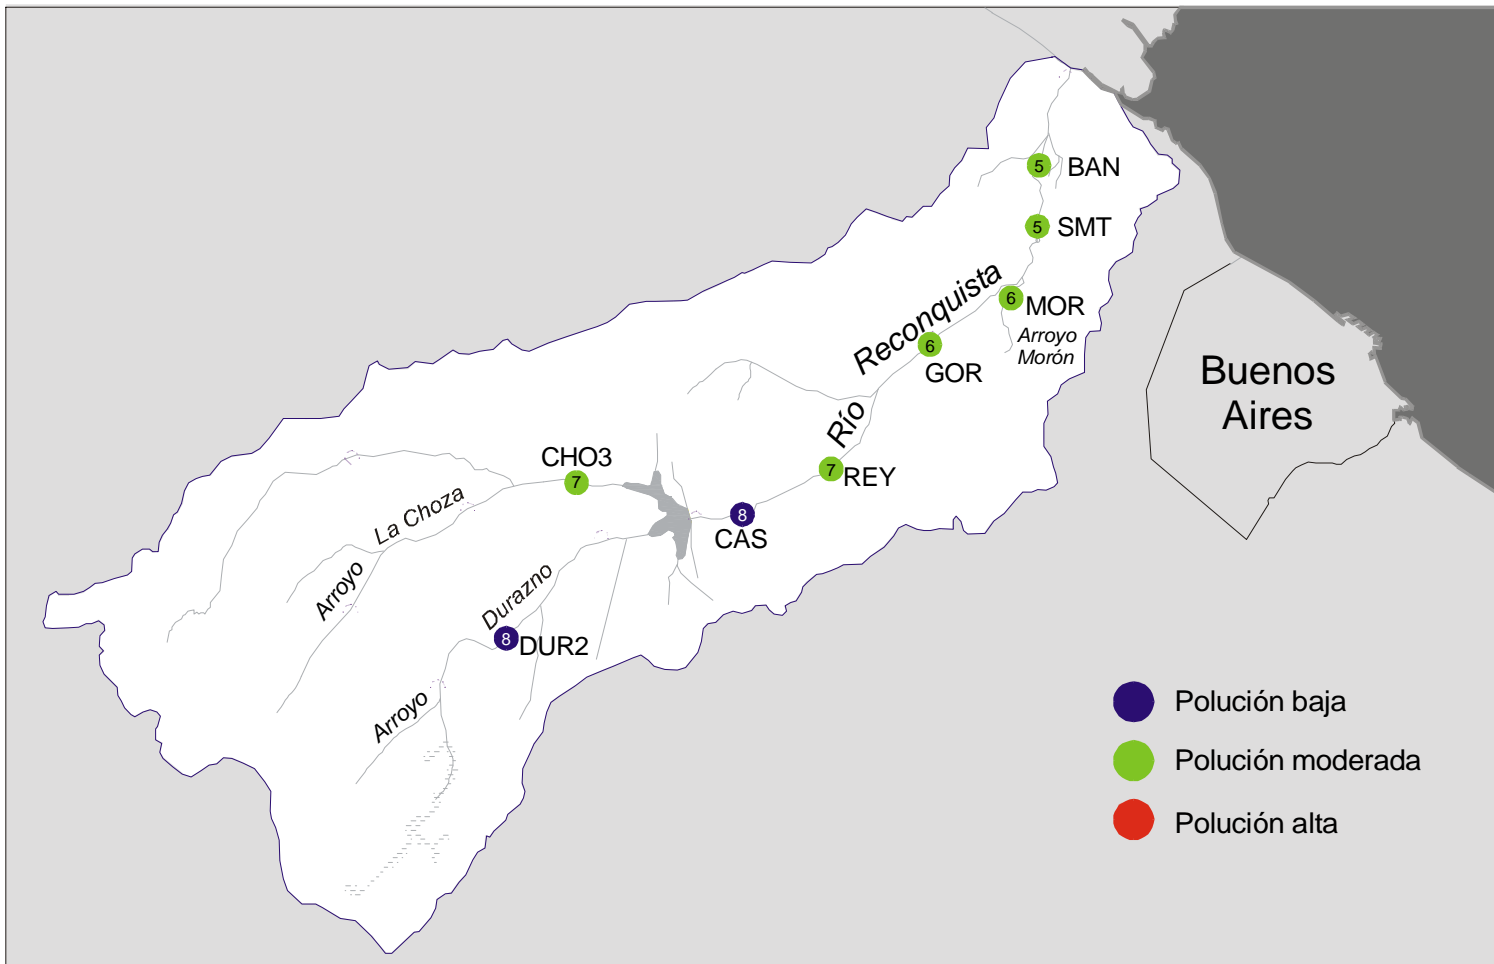 5 BAN
5 SMT
Reconquista
6 MOR
Arroyo
Morón
6
GOR
Buenos
Aires
Río
CHO3
7
7 REY
La Choza
8
CAS
Arroyo
Durazno
8 DUR2
Arroyo
Polución baja
Polución moderada
Polución alta